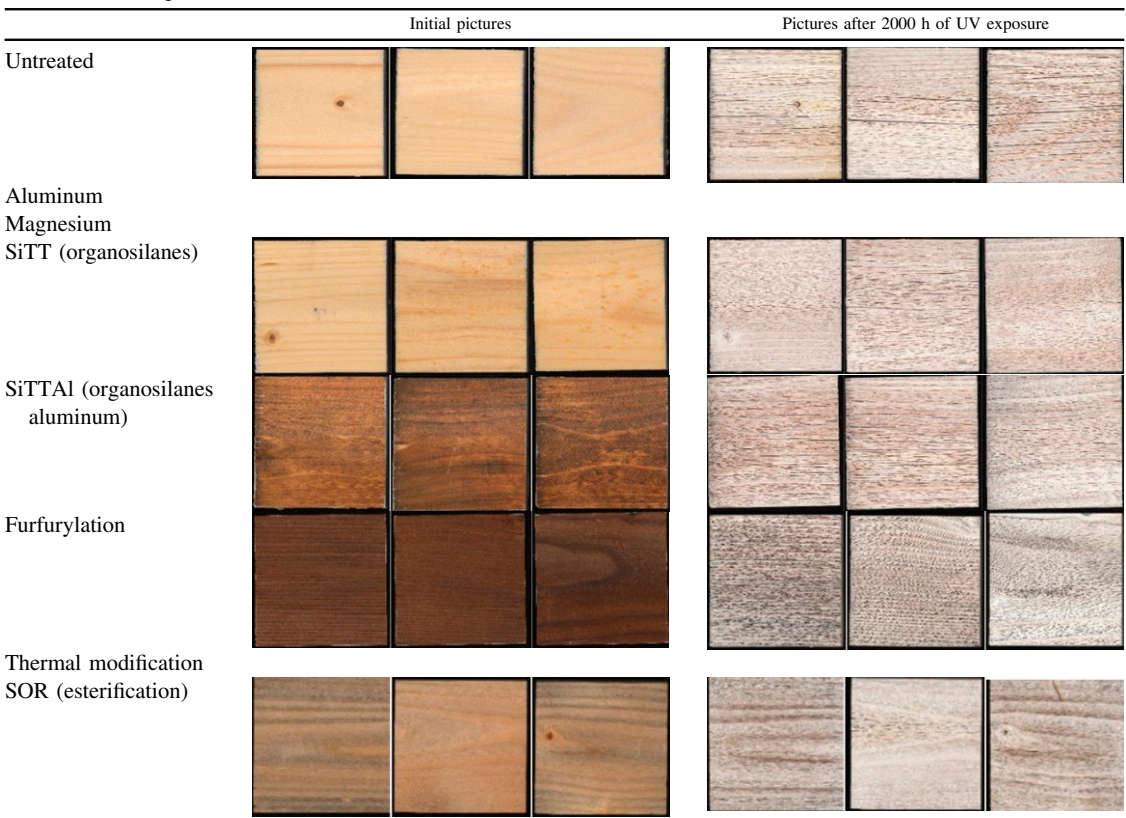 Initial pictures Pictures after 2000 h of UV exposure
Untreated
Aluminum
Magnesium
SiTT (organosilanes)
SiTTAl (organosilanes
aluminum)
Furfurylation
Thermal modification
SOR (esterification)